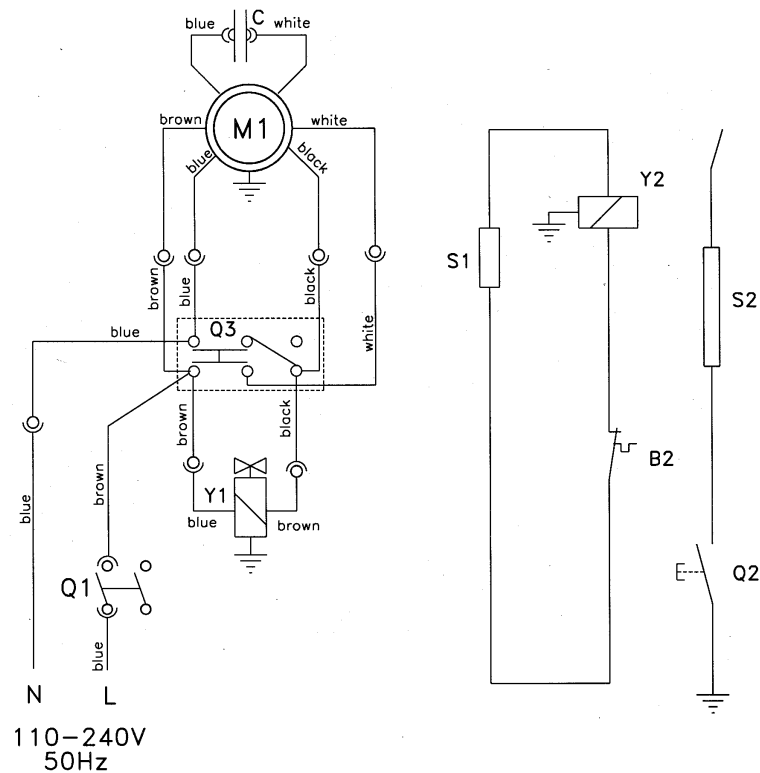 blue C white
brown M1 white
blue black
Y2
S1
S2
brown blue black
blue Q3 white
brown black
B2
Y1
blue brown
blue brown
Q1 Q2
blue
N L
110-240V
50Hz